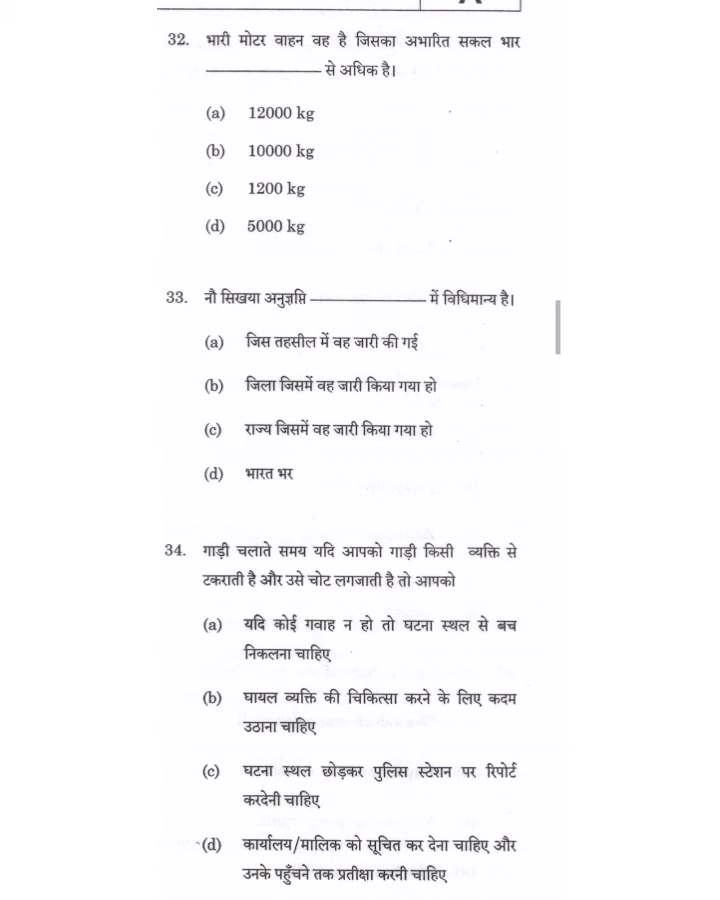 32. भारी मोटर वाहन वह है जिसका अभारित सकल भार
———————— से अधिक है।
(a) 12000 kg
(b) 10000 kg
(c) 1200 kg
(d) 5000 kg
33. नौ सिखया अनुज्ञप्ति ———————— में विधिमान्य है।
(a) जिस तहसील में वह जारी की गई
(b) जिला जिसमें वह जारी किया गया हो
(c) राज्य जिसमें वह जारी किया गया हो
(d) भारत भर
34. गाड़ी चलाते समय यदि आपको गाड़ी किसी व्यक्ति से
टकराती है और उसे चोट लगजाती है तो आपको
(a) यदि कोई गवाह न हो तो घटना स्थल से बच
निकलना चाहिए
(b) घायल व्यक्ति की चिकित्सा करने के लिए कदम
उठाना चाहिए
(c) घटना स्थल छोड़कर पुलिस स्टेशन पर रिपोर्ट
करदेनी चाहिए
(d) कार्यालय/मालिक को सूचित कर देना चाहिए और
उनके पहुँचने तक प्रतीक्षा करनी चाहिए